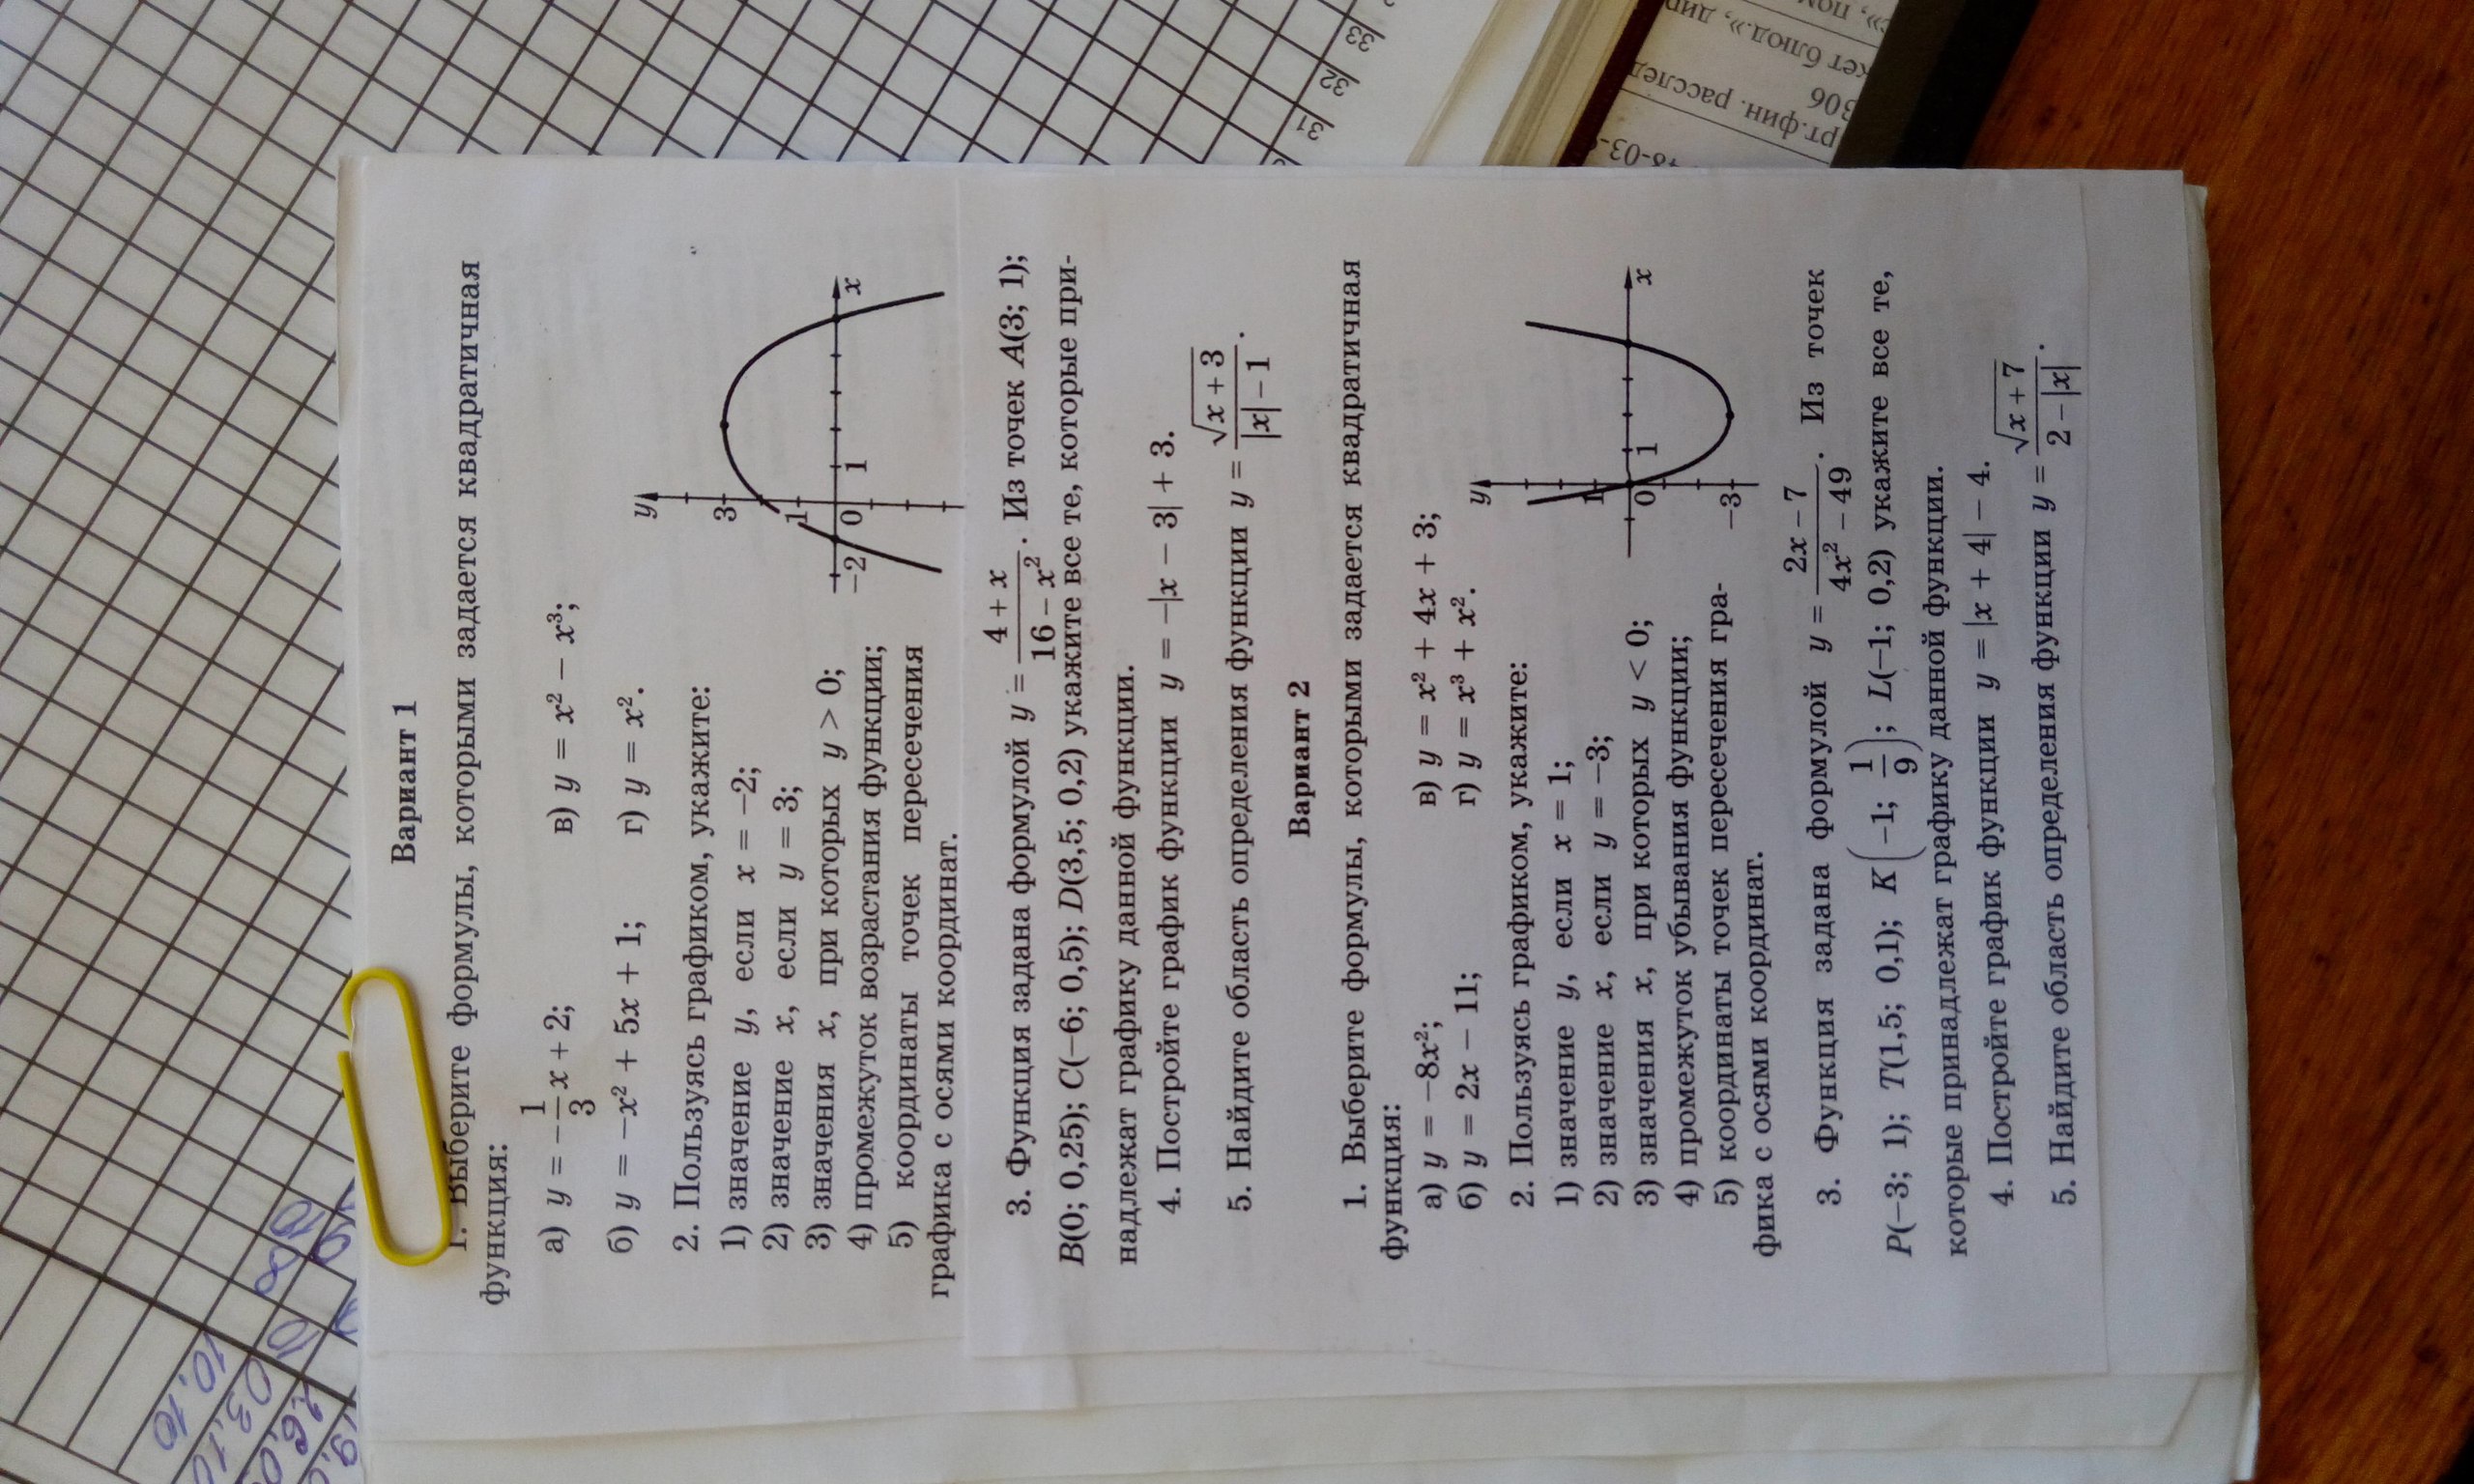 Вариант 1
1. Выберите формулы, которыми задается квадратичная
функция:
а) y = −1/3 x + 2; в) y = x² − x³;
б) y = −x² + 5x + 1; г) y = x².
2. Пользуясь графиком, укажите:
1) значение y, если x = −2;
2) значение x, если y = 3;
3) значения x, при которых y > 0;
4) промежуток возрастания функции;
5) координаты точек пересечения
графика с осями координат.
y
3
1
−2 0 1 x
3. Функция задана формулой y = (4 + x)/(16 − x²). Из точек A(3; 1);
B(0; 0,25); C(−6; 0,5); D(3,5; 0,2) укажите все те, которые при-
надлежат графику данной функции.
4. Постройте график функции y = −|x − 3| + 3.
5. Найдите область определения функции y = √(x + 3)/(|x| − 1).
Вариант 2
1. Выберите формулы, которыми задается квадратичная
функция:
а) y = −8x²; в) y = x² + 4x + 3;
б) y = 2x − 11; г) y = x³ + x².
2. Пользуясь графиком, укажите:
1) значение y, если x = 1;
2) значение x, если y = −3;
3) значения x, при которых y < 0;
4) промежуток убывания функции;
5) координаты точек пересечения гра-
фика с осями координат.
y
1
0 1 x
−3
3. Функция задана формулой y = (2x − 7)/(4x² − 49). Из точек
P(−3; 1); T(1,5; 0,1); K(−1; 1/9); L(−1; 0,2) укажите все те,
которые принадлежат графику данной функции.
4. Постройте график функции y = |x + 4| − 4.
5. Найдите область определения функции y = √(x + 7)/(2 − |x|).
31
32
33
10.10
03.10